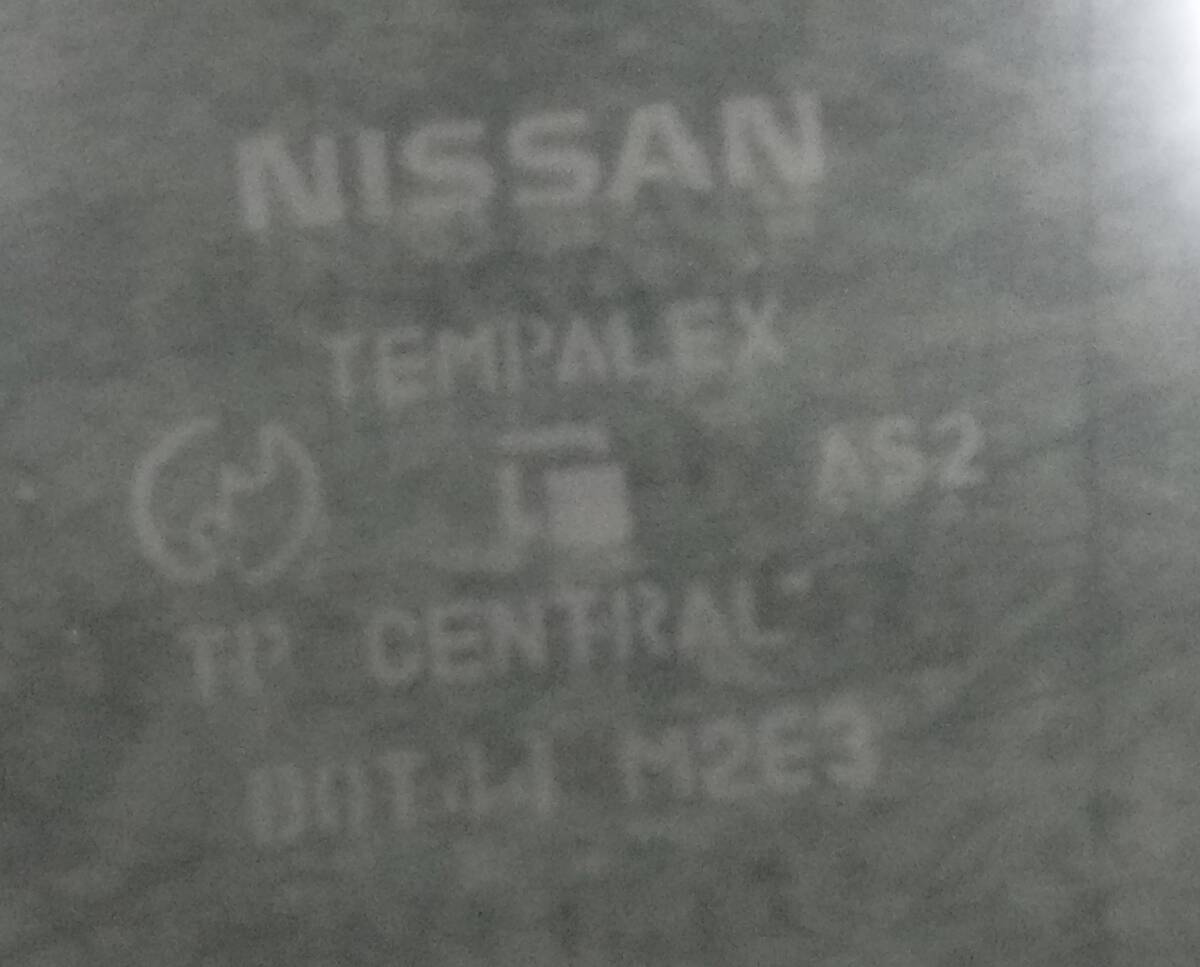 NISSAN
TEMPALEX
AS2
TP CENTRAL
M2E3